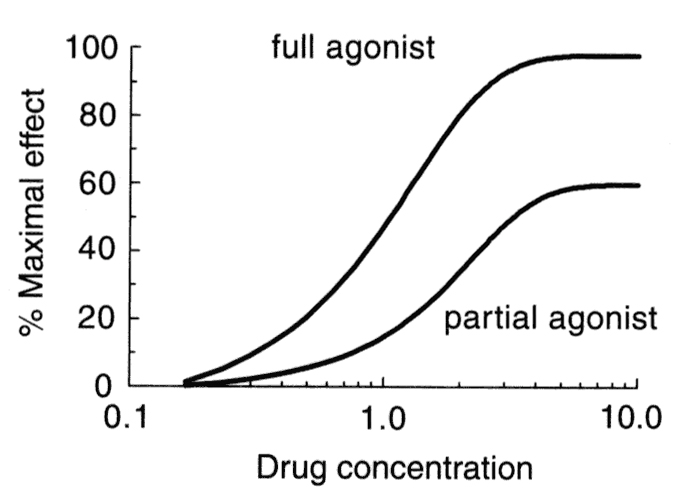 full agonist
% Maximal effect
100
80
60
40
20
0
partial agonist
0.1 1.0 10.0
Drug concentration